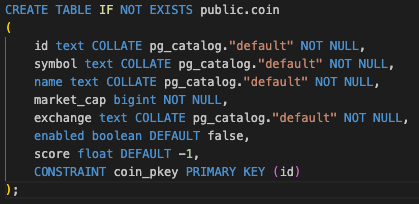 CREATE TABLE IF NOT EXISTS public.coin
(
    id text COLLATE pg_catalog."default" NOT NULL,
    symbol text COLLATE pg_catalog."default" NOT NULL,
    name text COLLATE pg_catalog."default" NOT NULL,
    market_cap bigint NOT NULL,
    exchange text COLLATE pg_catalog."default" NOT NULL,
    enabled boolean DEFAULT false,
    score float DEFAULT -1,
    CONSTRAINT coin_pkey PRIMARY KEY (id)
);